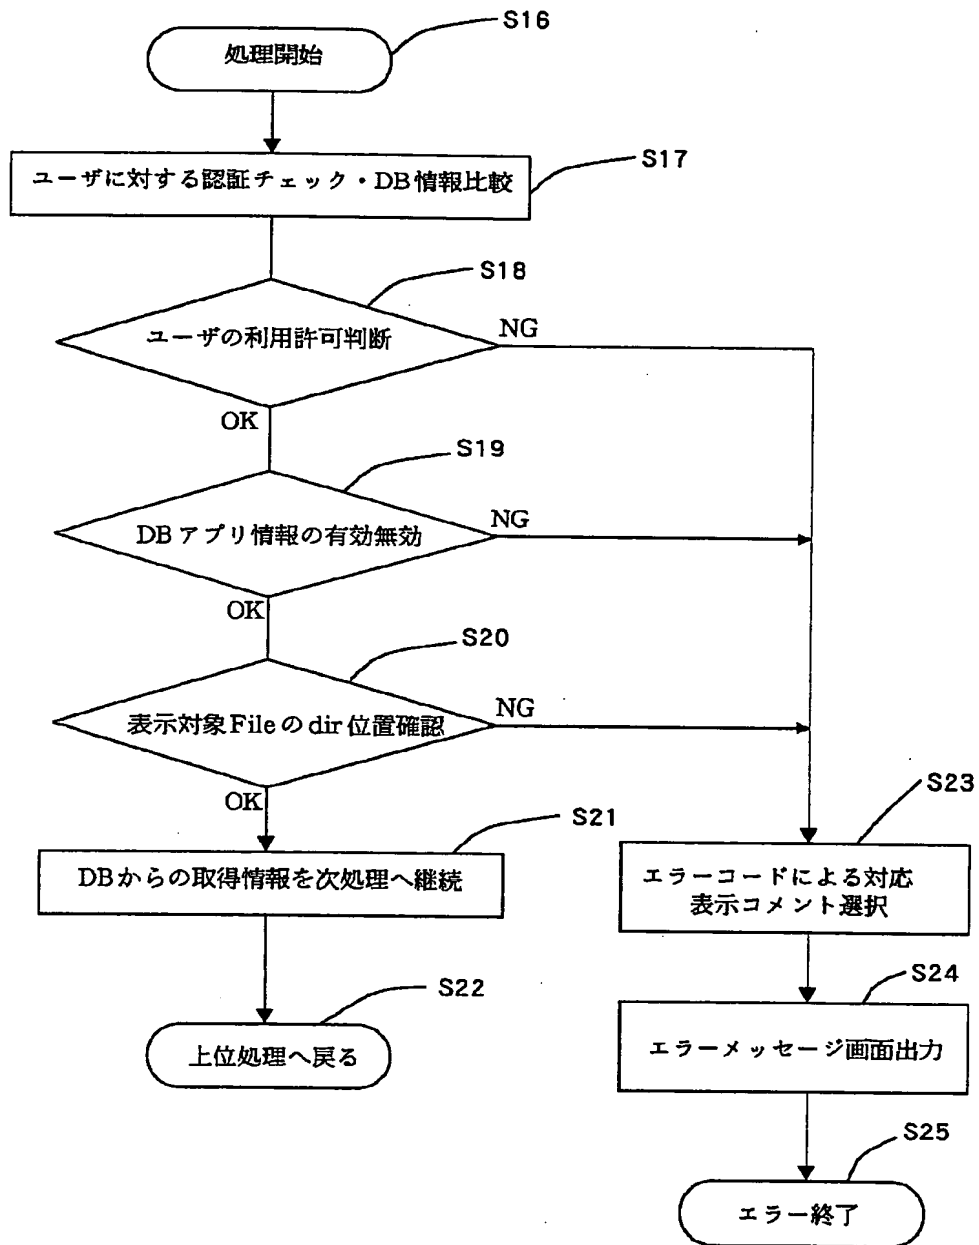 S16
処理開始
S17
ユーザに対する認証チェック・DB情報比較
S18
ユーザの利用許可判断
NG
OK
S19
DBアプリ情報の有効無効
NG
OK
S20
表示対象Fileのdir位置確認
NG
OK
S21
DBからの取得情報を次処理へ継続
S22
上位処理へ戻る
S23
エラーコードによる対応
表示コメント選択
S24
エラーメッセージ画面出力
S25
エラー終了